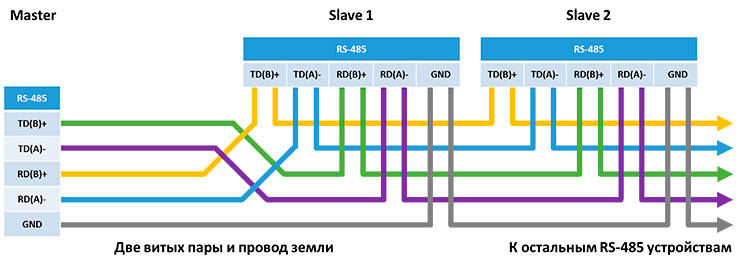 Master
Slave 1
Slave 2
RS-485
RS-485
TD(B)+ TD(A)- RD(B)+ RD(A)- GND
TD(B)+ TD(A)- RD(B)+ RD(A)- GND
RS-485
TD(B)+
TD(A)-
RD(B)+
RD(A)-
GND
Две витых пары и провод земли
К остальным RS-485 устройствам